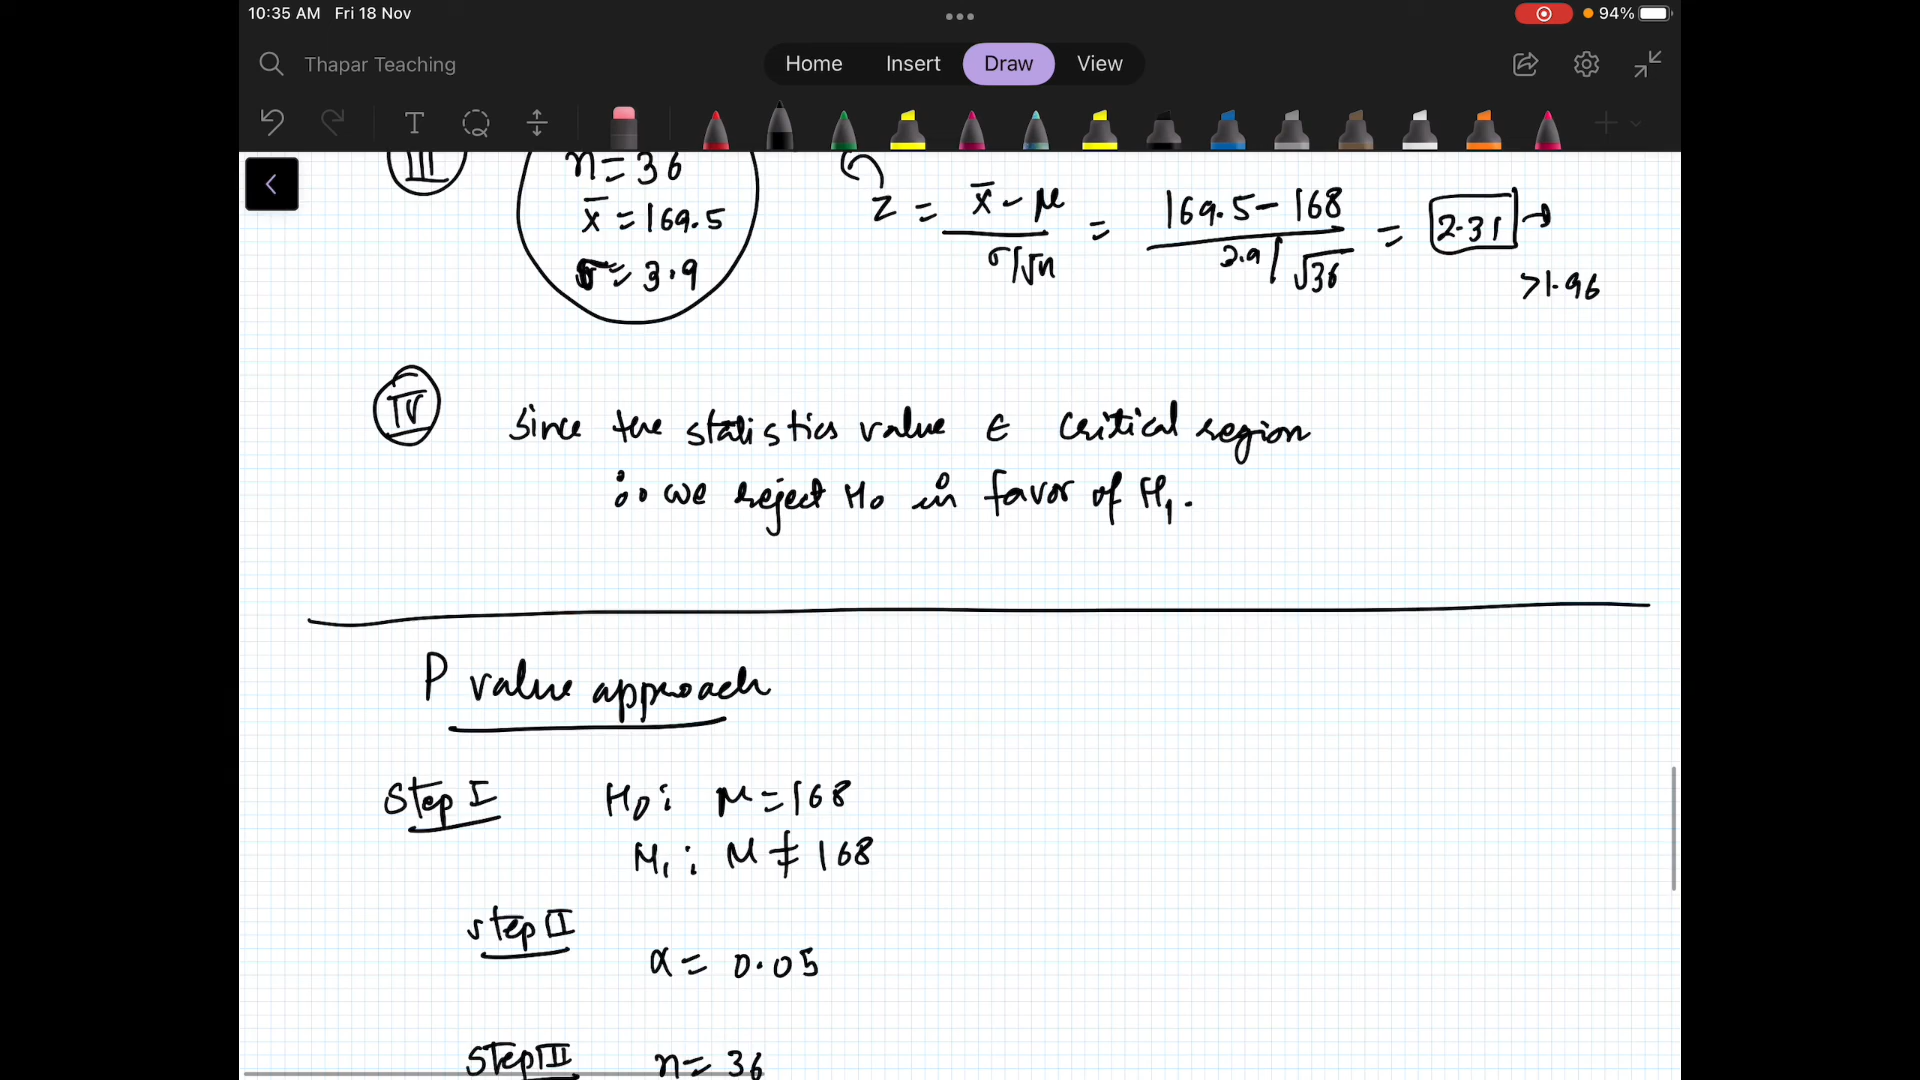 10:35 AM Fri 18 Nov
94%
Thapar Teaching
Home Insert Draw View
III
n = 36
x̄ = 169.5
σ = 3.9
z = x̄ - μ / σ/√n = 169.5 - 168 / 3.9/√36 = 2.31 →
>1.96
IV
Since the statistics value ∈ critical region
∴ we reject H₀ in favor of H₁.
P value approach
Step I H₀: μ = 168
H₁: μ ≠ 168
Step II
α = 0.05
Step III n = 36